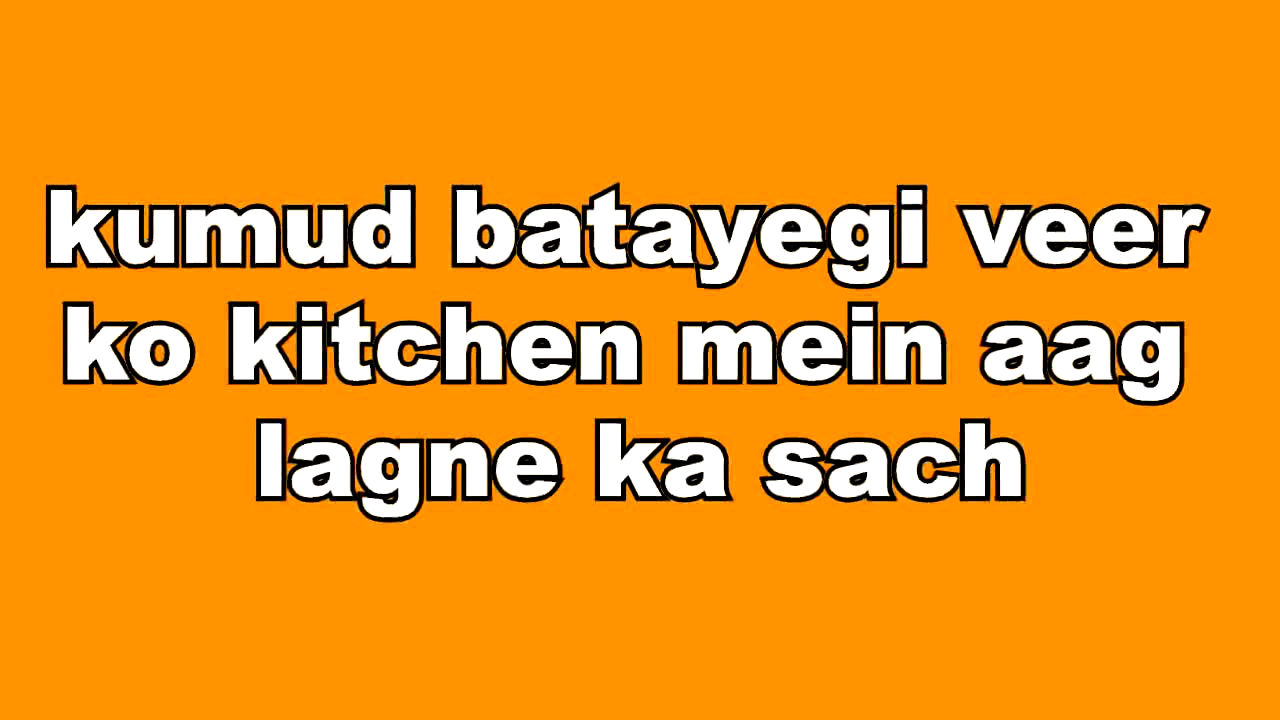 kumud batayegi veer
ko kitchen mein aag
lagne ka sach